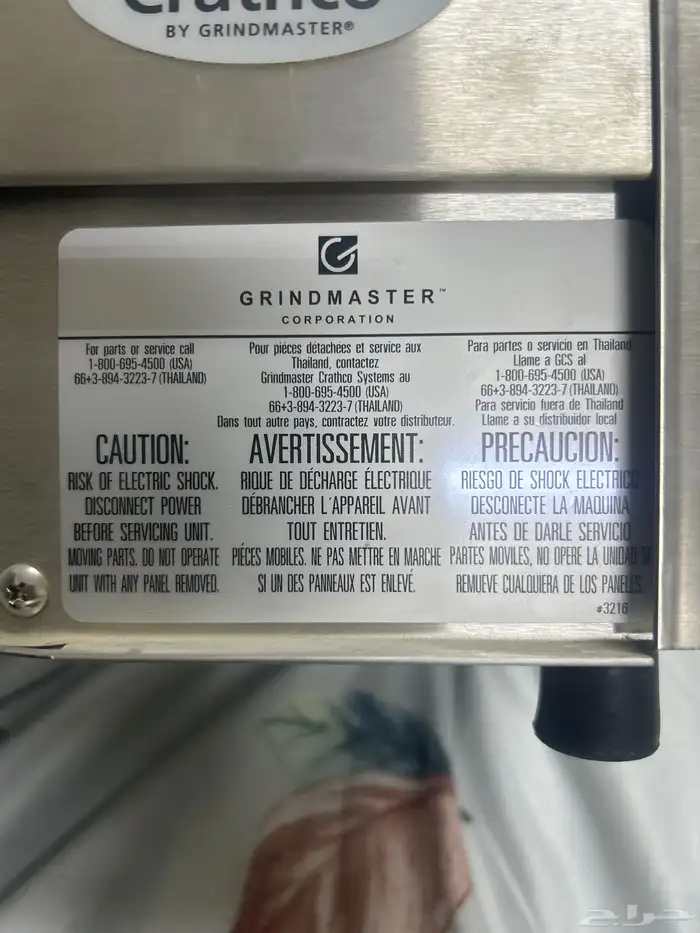 Crathco
BY GRINDMASTER®
GRINDMASTER™
CORPORATION
For parts or service call
1-800-695-4500 (USA)
66+3-894-3223-7 (THAILAND)
Pour piéces détachées et service aux
Thailand, contactez
Grindmaster Crathco Systems au
1-800-695-4500 (USA)
66+3-894-3223-7 (THAILAND)
Dans tout autre pays, contractez votre distributeur.
Para partes o servicio en Thailand
Llame a GCS al
1-800-695-4500 (USA)
66+3-894-3223-7 (THAILAND)
Para servicio fuera de Thailand
Llame a su distribuidor local
CAUTION:
RISK OF ELECTRIC SHOCK.
DISCONNECT POWER
BEFORE SERVICING UNIT.
MOVING PARTS. DO NOT OPERATE
UNIT WITH ANY PANEL REMOVED.
AVERTISSEMENT:
RIQUE DE DÉCHARGE ÉLECTRIQUE
DÉBRANCHER L'APPAREIL AVANT
TOUT ENTRETIEN.
PIÉCES MOBILES. NE PAS METTRE EN MARCHE
SI UN DES PANNEAUX EST ENLEVÉ.
PRECAUCION:
RIESGO DE SHOCK ELECTRICO
DESCONECTE LA MAQUINA
ANTES DE DARLE SERVICIO
PARTES MOVILES, NO OPERE LA UNIDAD SI
REMUEVE CUALQUIERA DE LOS PANELES.
#3216
حراج